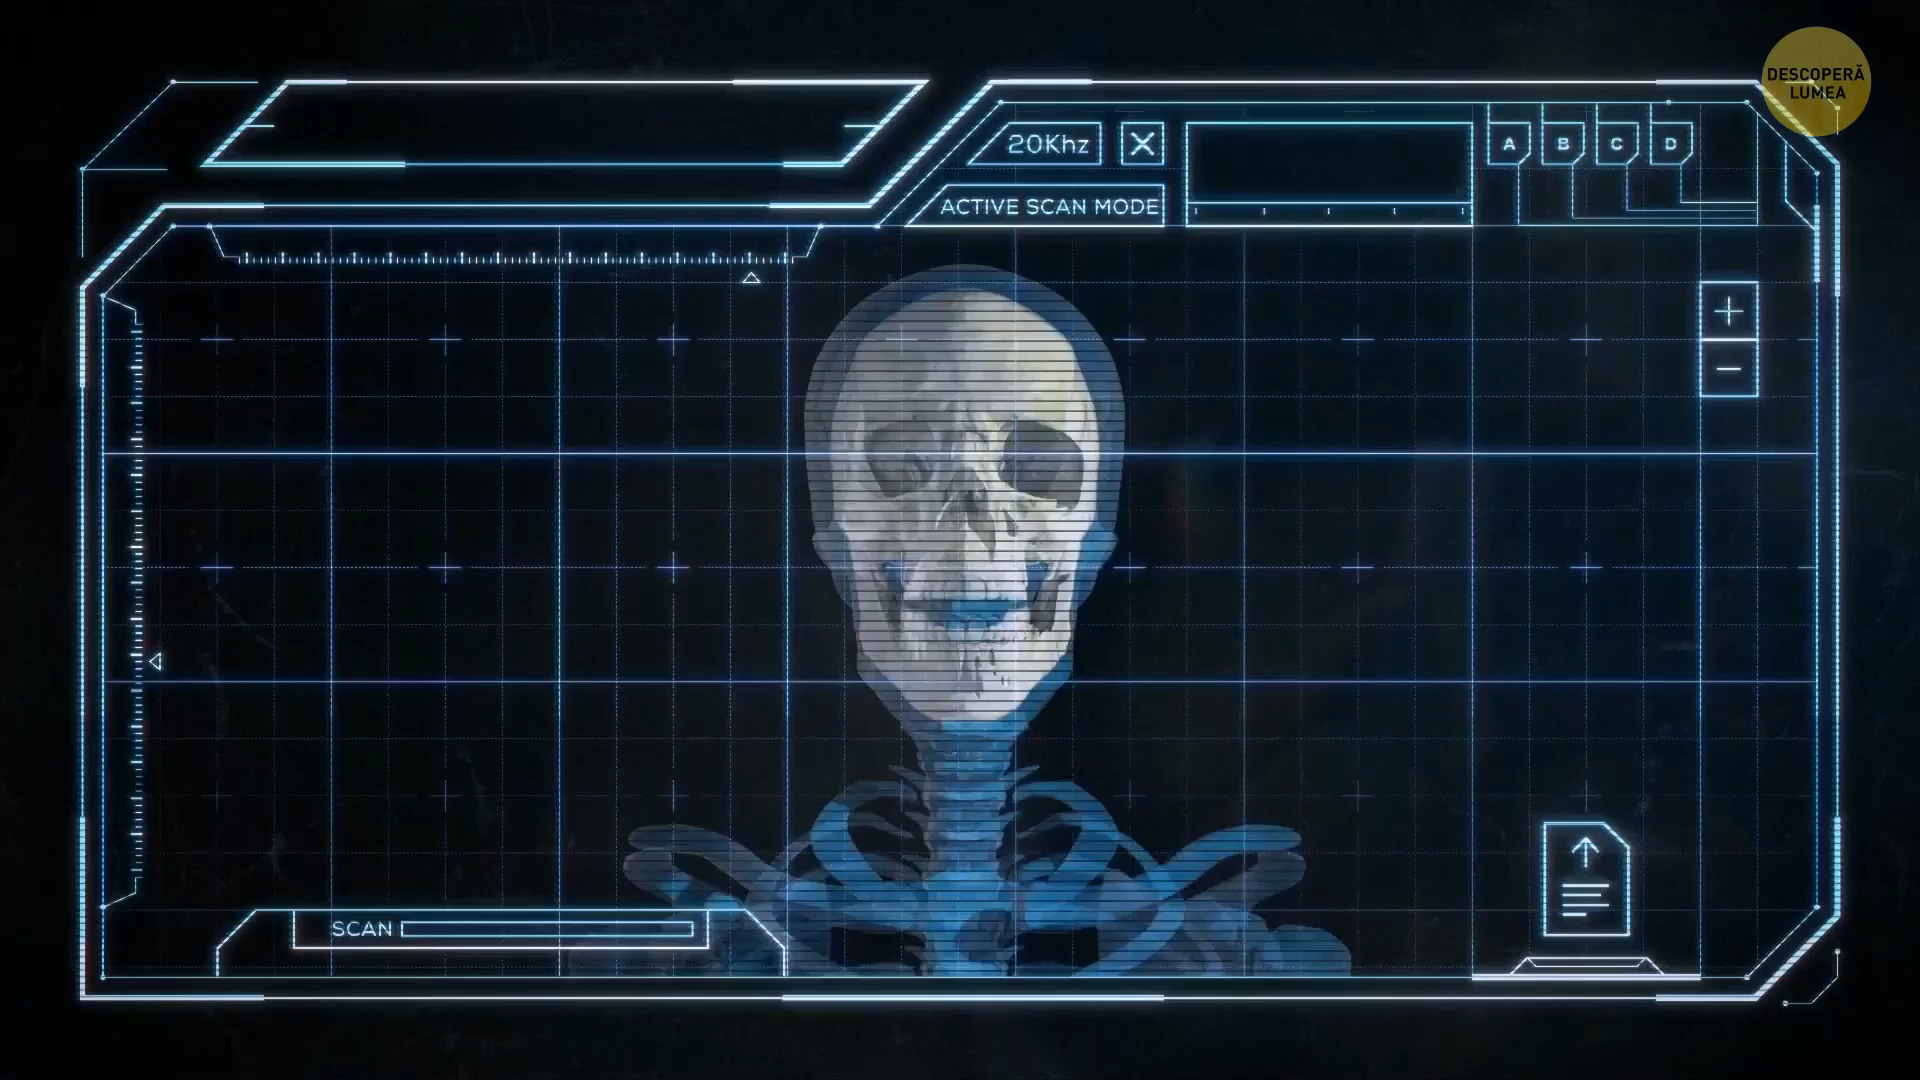 DESCOPERĂ
LUMEA
20Khz
A B C D
ACTIVE SCAN MODE
SCAN